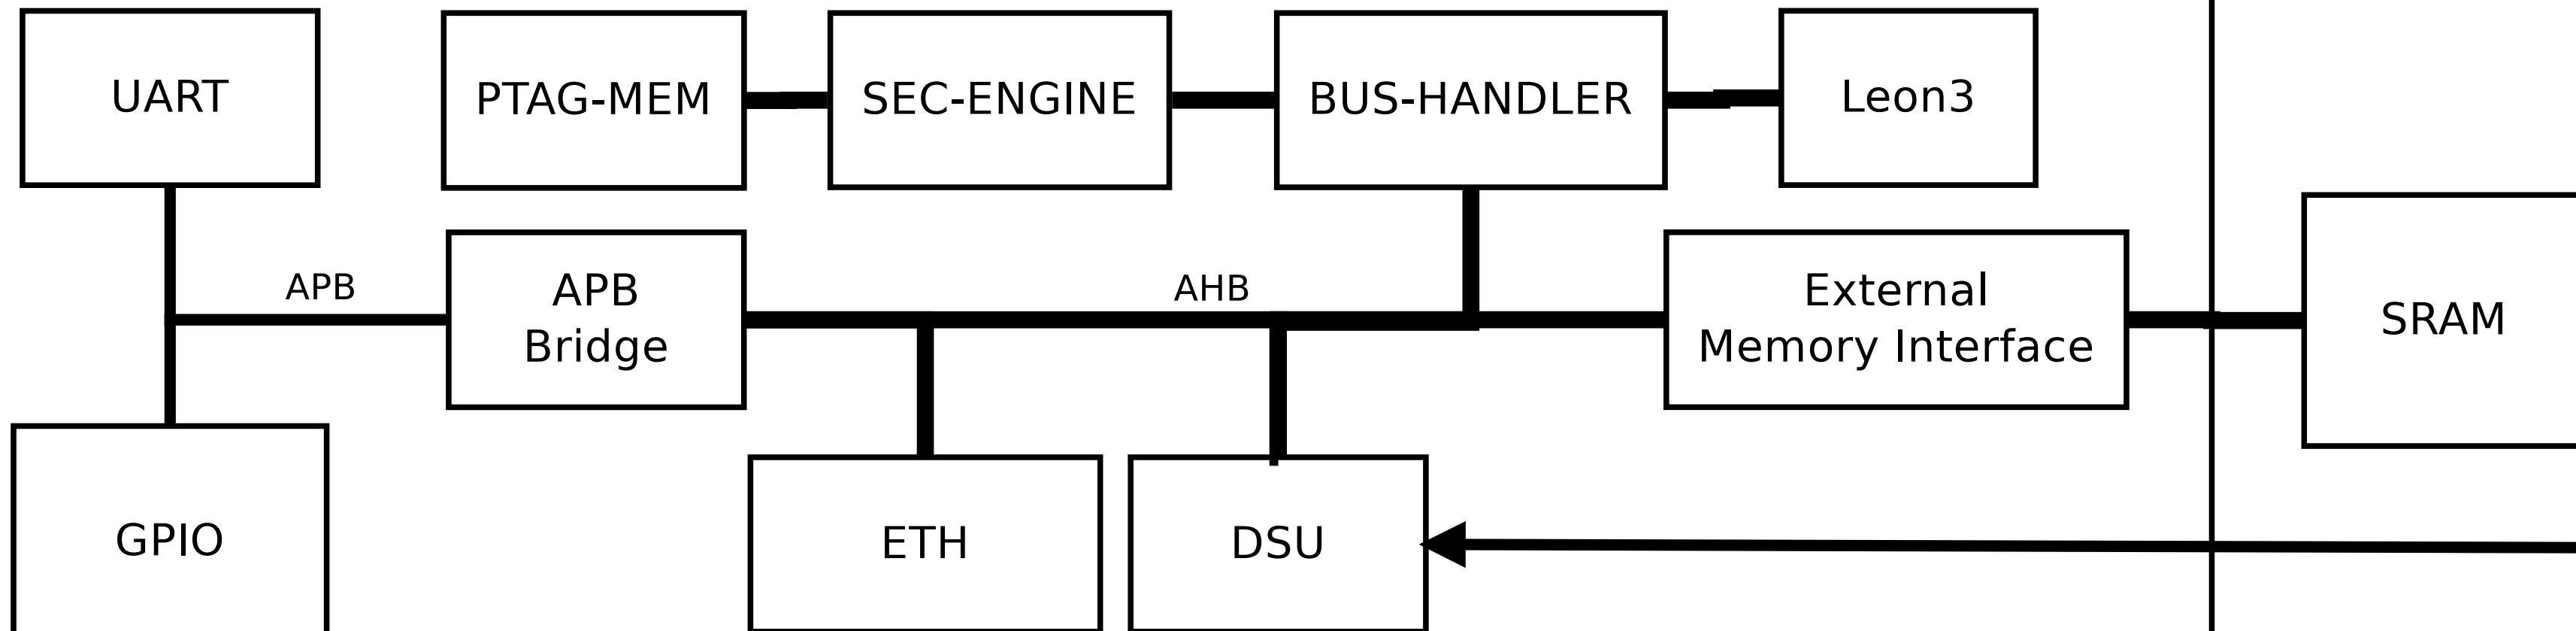 UART
PTAG-MEM
SEC-ENGINE
BUS-HANDLER
Leon3
APB
APB
Bridge
AHB
External
Memory Interface
SRAM
GPIO
ETH
DSU